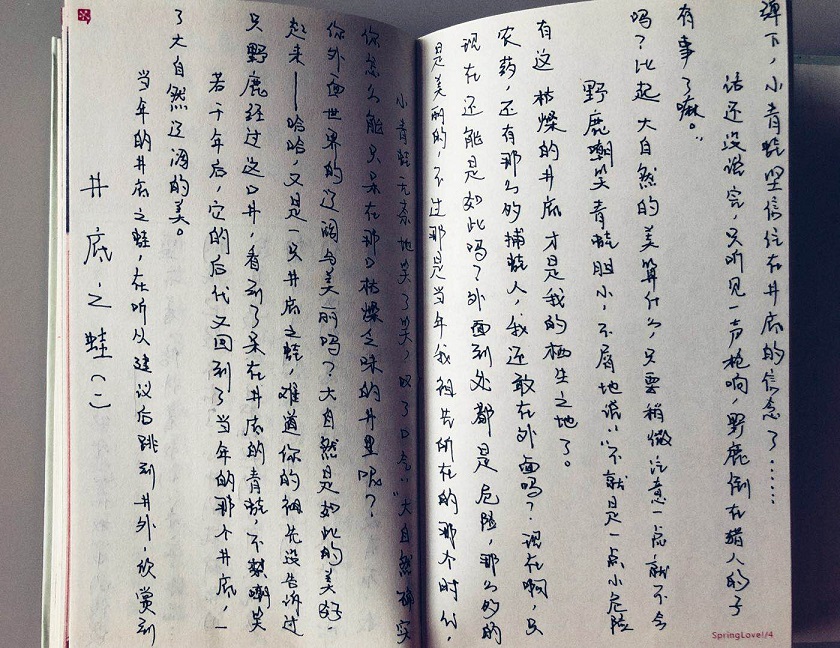 井底之蛙(二)
当年的井底之蛙,在听从建议后跳到井外,欣赏到
了大自然辽阔的美。
若干年后,它的后代又回到了当年的那个井底,一
只野鹿经过这口井,看到了呆在井底的青蛙,不禁嘲笑
起来——哈哈,又是一只井底之蛙,难道你的祖先没告诉过
你外面世界的辽阔与美丽吗?大自然是如此的美好,
你怎么能只呆在那口枯燥乏味的井里呢?
小青蛙无奈地笑了笑,叹了口气:“大自然确实
是美丽的,不过那是当年我祖先所在的那个时代,
现在还能是如此吗?外面到处都是危险,那么多的
农药,还有那么多捕蛙人,我还敢在外面吗?现在啊,只
有这枯燥的井底才是我的栖生之地了。
野鹿嘲笑青蛙胆小,不屑地说:“不就是一点小危险
吗?比起大自然的美算什么,只要稍微注意一点就不会
有事了嘛。”
话还没说完,只听见一声枪响,野鹿倒在猎人的子
弹下,小青蛙坚信住在井底的信念了……
SpringLove!/4